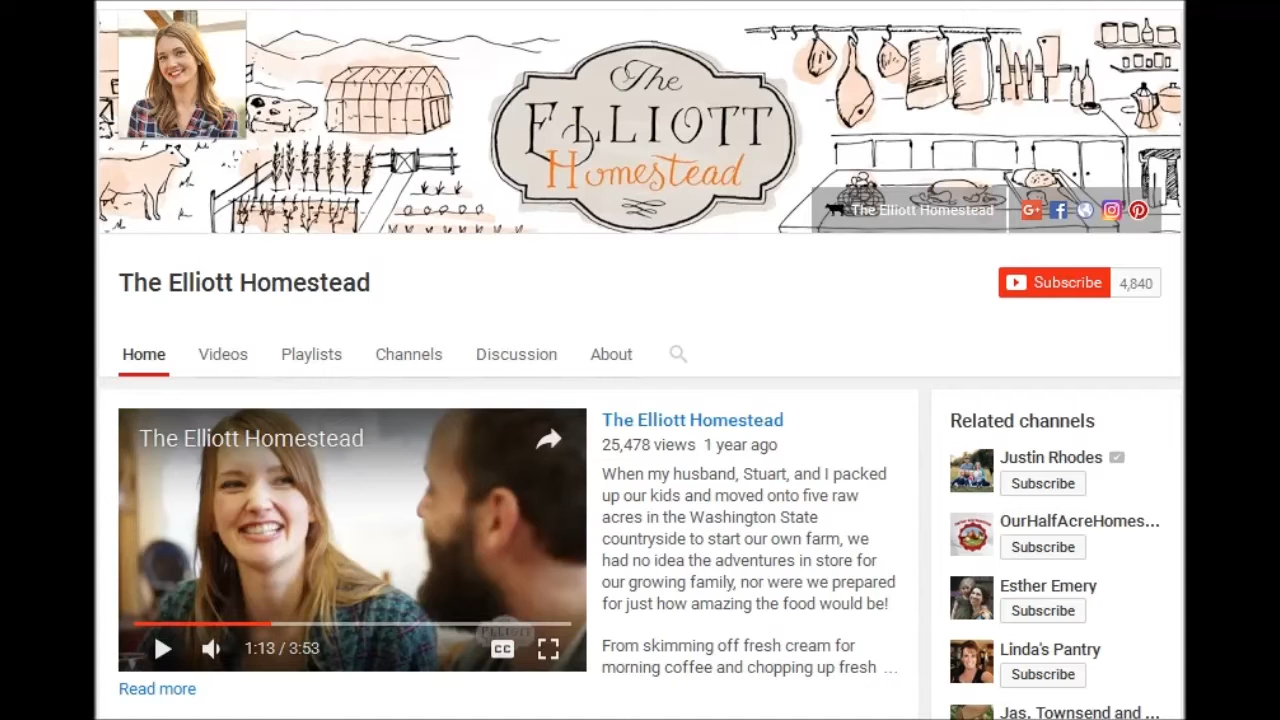 The
ELLIOTT
Homestead
The Elliott Homestead
G+
The Elliott Homestead
Subscribe 4,840
Home Videos Playlists Channels Discussion About
The Elliott Homestead
1:13 / 3:53
CC
ELLIOTT
Read more
The Elliott Homestead
25,478 views 1 year ago
When my husband, Stuart, and I packed
up our kids and moved onto five raw
acres in the Washington State
countryside to start our own farm, we
had no idea the adventures in store for
our growing family, nor were we prepared
for just how amazing the food would be!
From skimming off fresh cream for
morning coffee and chopping up fresh ...
Related channels
Justin Rhodes
Subscribe
OurHalfAcreHomes...
Subscribe
Esther Emery
Subscribe
Linda's Pantry
Subscribe
Jas. Townsend and ...